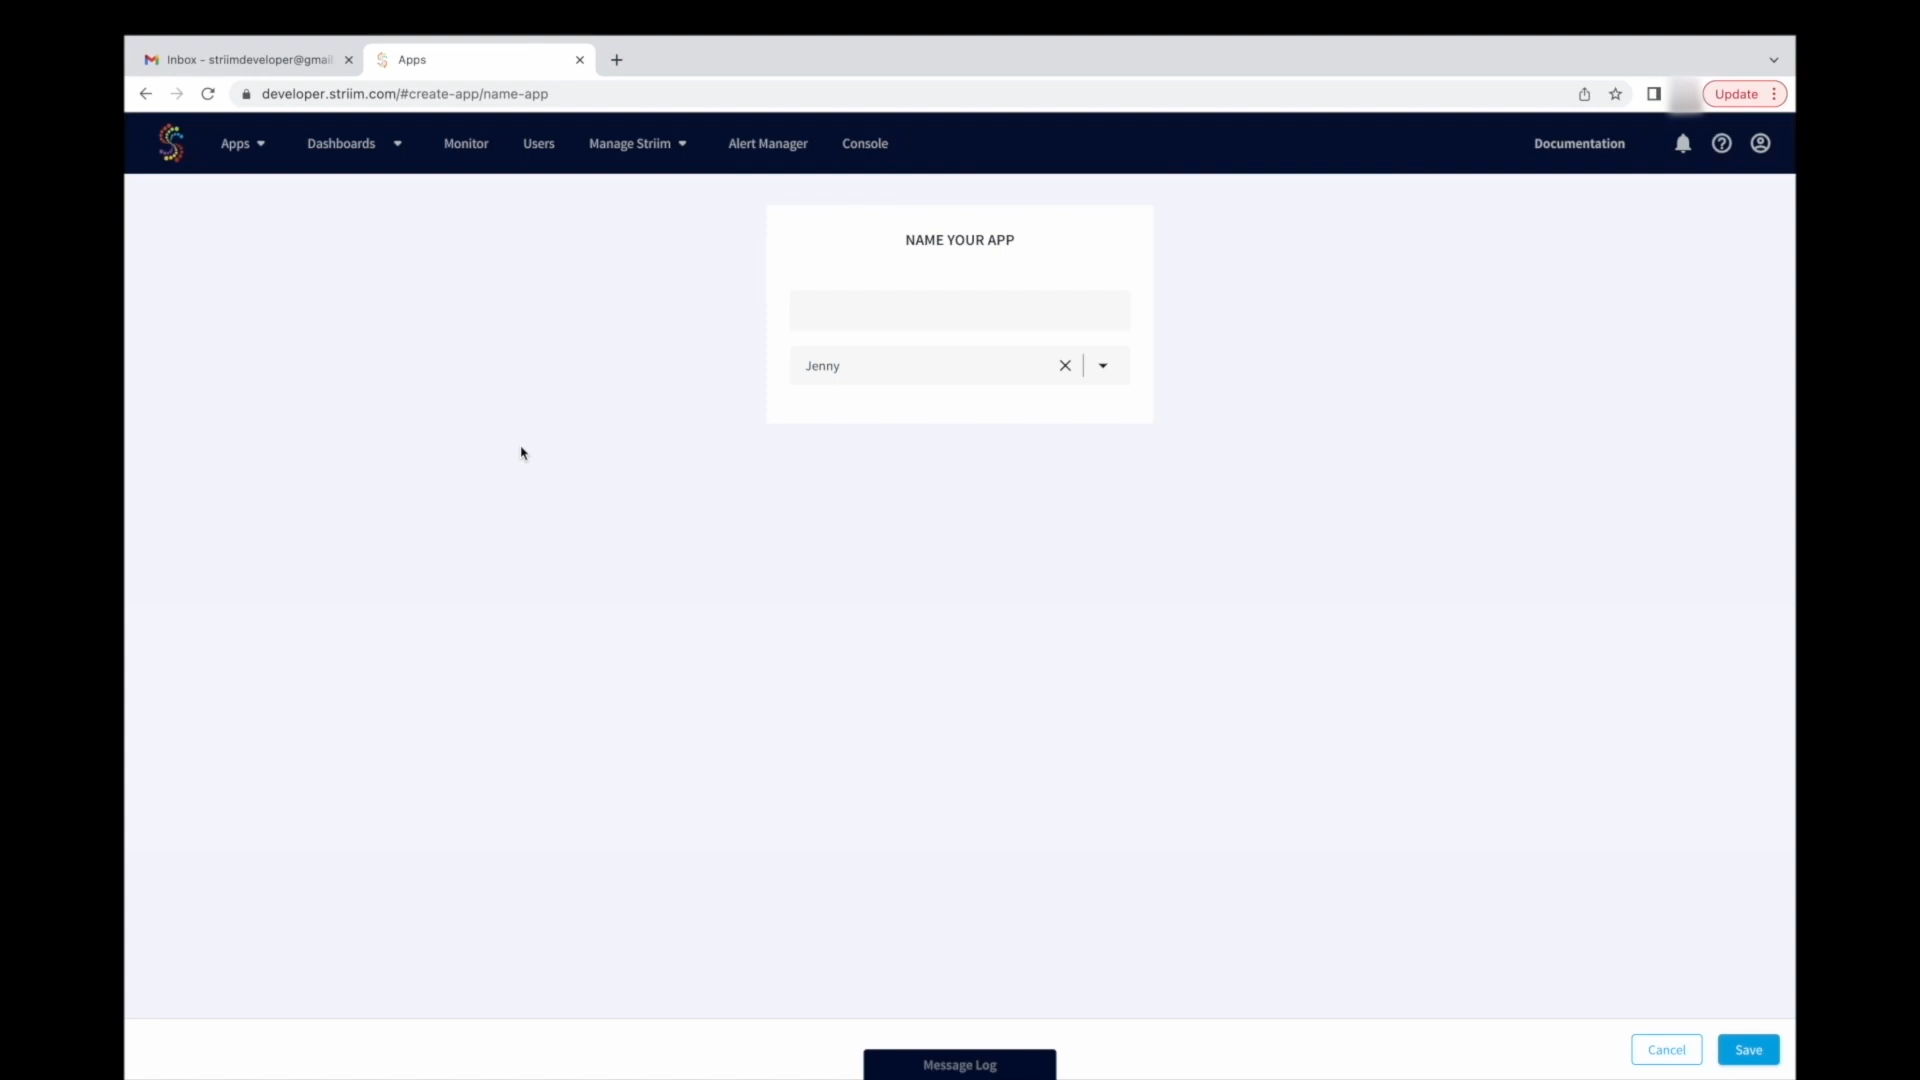 Inbox - striimdeveloper@gmail
Apps
developer.striim.com/#create-app/name-app
Update
Apps
Dashboards
Monitor
Users
Manage Striim
Alert Manager
Console
Documentation
NAME YOUR APP
Jenny
Cancel
Save
Message Log